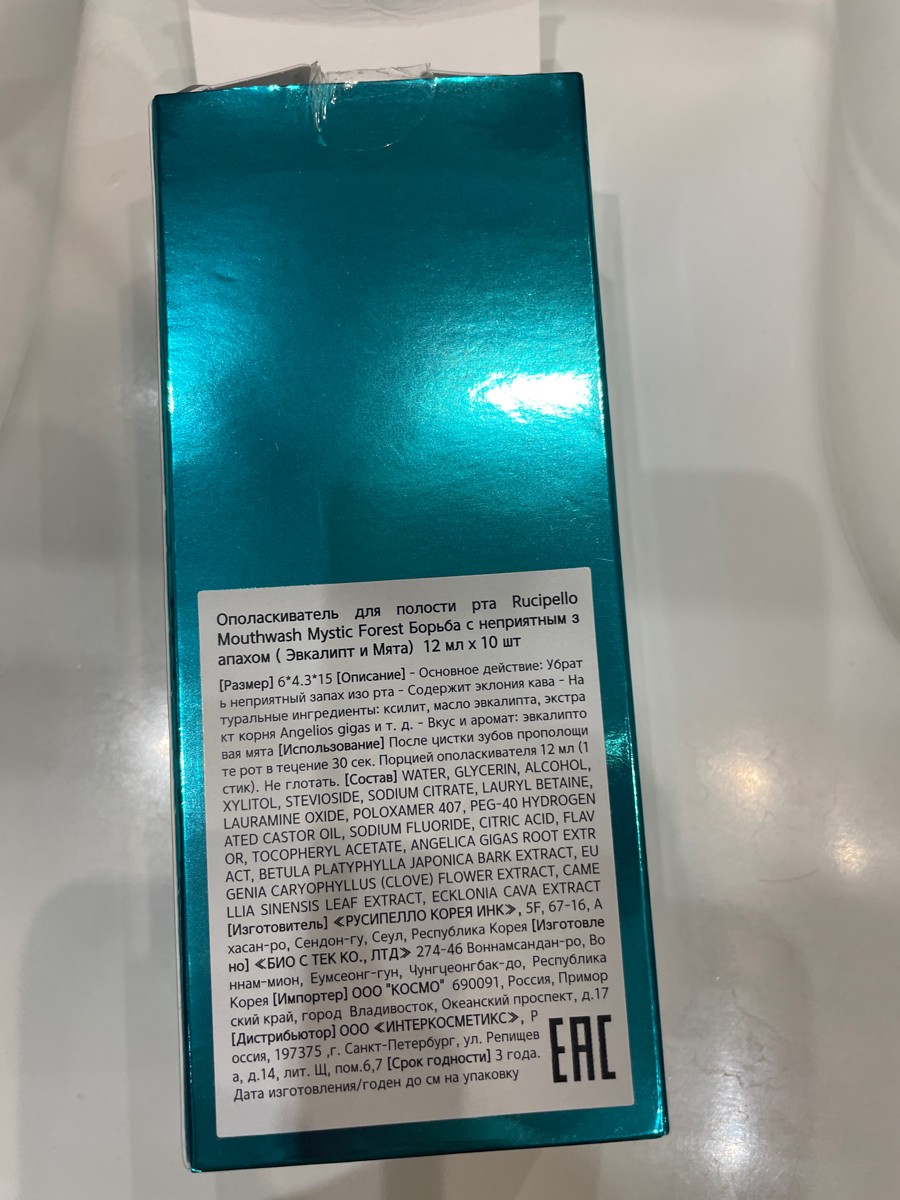 Ополаскиватель для полости рта Rucipello
Mouthwash Mystic Forest Борьба с неприятным з
апахом ( Эвкалипт и Мята) 12 мл x 10 шт
[Размер] 6*4.3*15 [Описание] - Основное действие: Убрат
ь неприятный запах изо рта - Содержит эклония кава - На
туральные ингредиенты: ксилит, масло эвкалипта, экстра
кт корня Angelios gigas и т. д. - Вкус и аромат: эвкалипто
вая мята [Использование] После чистки зубов прополощи
те рот в течение 30 сек. Порцией ополаскивателя 12 мл (1
стик). Не глотать. [Состав] WATER, GLYCERIN, ALCOHOL,
XYLITOL, STEVIOSIDE, SODIUM CITRATE, LAURYL BETAINE,
LAURAMINE OXIDE, POLOXAMER 407, PEG-40 HYDROGEN
ATED CASTOR OIL, SODIUM FLUORIDE, CITRIC ACID, FLAV
OR, TOCOPHERYL ACETATE, ANGELICA GIGAS ROOT EXTR
ACT, BETULA PLATYPHYLLA JAPONICA BARK EXTRACT, EU
GENIA CARYOPHYLLUS (CLOVE) FLOWER EXTRACT, CAME
LLIA SINENSIS LEAF EXTRACT, ECKLONIA CAVA EXTRACT
[Изготовитель] ≪РУСИПЕЛЛО КОРЕЯ ИНК≫, 5F, 67-16, А
хасан-ро, Сендон-гу, Сеул, Республика Корея [Изготовле
но] ≪БИО С ТЕК КО., ЛТД≫ 274-46 Воннамсандан-ро, Во
ннам-мион, Еумсеонг-гун, Чунгцеонгбак-до, Республика
Корея [Импортер] ООО "КОСМО" 690091, Россия, Примор
ский край, город Владивосток, Океанский проспект, д.17
[Дистрибьютор] ООО ≪ИНТЕРКОСМЕТИКС≫, Р
оссия, 197375 ,г. Санкт-Петербург, ул. Репищев
а, д.14, лит. Щ, пом.6,7 [Срок годности] 3 года.
Дата изготовления/годен до см на упаковку
EAC